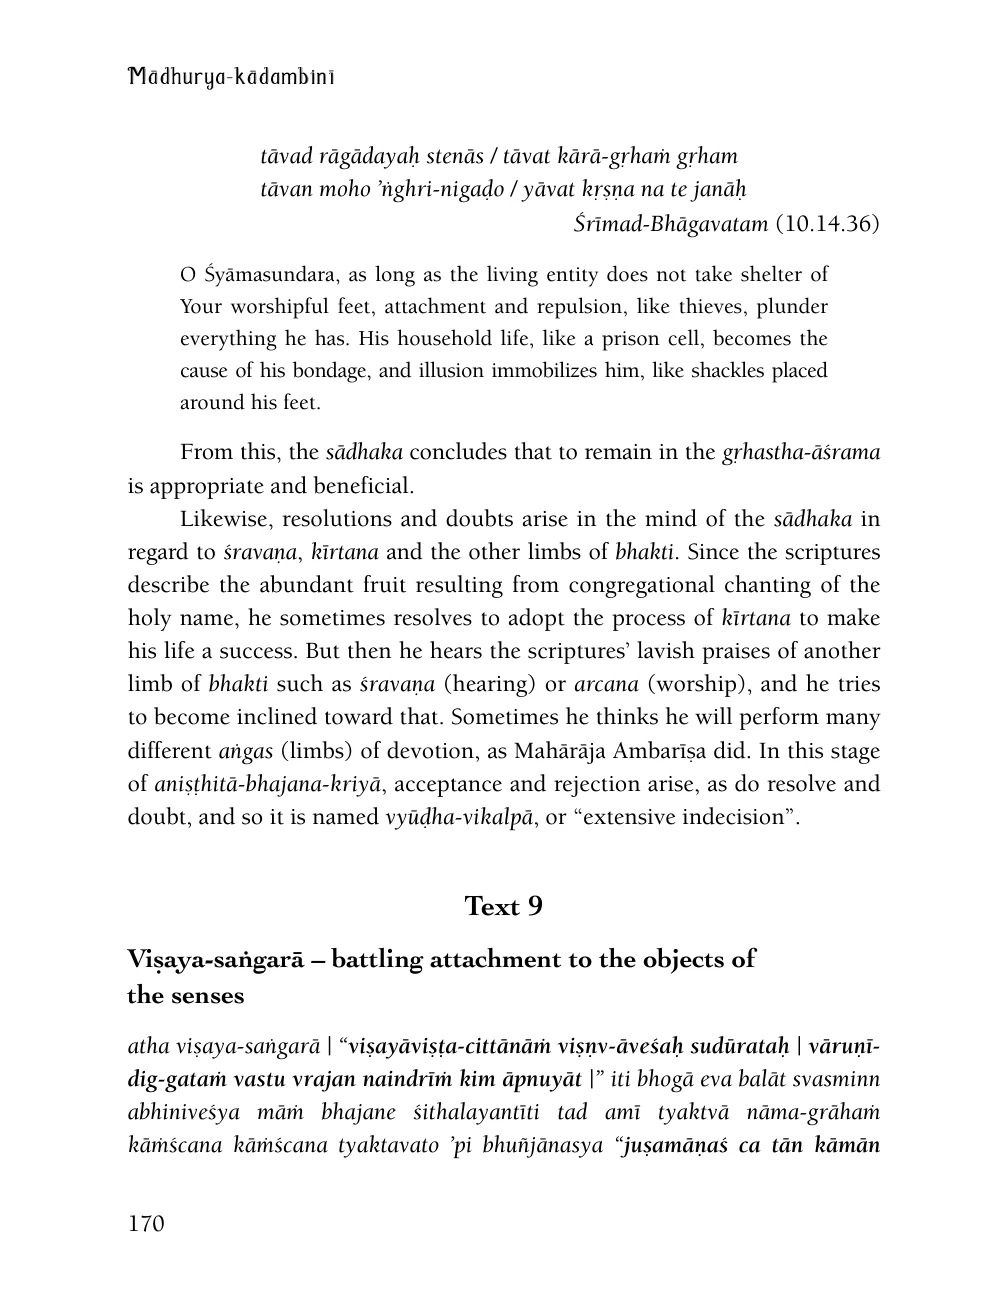 Mādhurya-kādambinī
tāvad rāgādayaḥ stenās / tāvat kārā-gṛhaṁ gṛham
tāvan moho ’ṅghri-nigaḍo / yāvat kṛṣṇa na te janāḥ
Śrīmad-Bhāgavatam (10.14.36)
O Śyāmasundara, as long as the living entity does not take shelter of
Your worshipful feet, attachment and repulsion, like thieves, plunder
everything he has. His household life, like a prison cell, becomes the
cause of his bondage, and illusion immobilizes him, like shackles placed
around his feet.
From this, the sādhaka concludes that to remain in the gṛhastha-āśrama
is appropriate and beneficial.
Likewise, resolutions and doubts arise in the mind of the sādhaka in
regard to śravaṇa, kīrtana and the other limbs of bhakti. Since the scriptures
describe the abundant fruit resulting from congregational chanting of the
holy name, he sometimes resolves to adopt the process of kīrtana to make
his life a success. But then he hears the scriptures’ lavish praises of another
limb of bhakti such as śravaṇa (hearing) or arcana (worship), and he tries
to become inclined toward that. Sometimes he thinks he will perform many
different aṅgas (limbs) of devotion, as Mahārāja Ambarīṣa did. In this stage
of aniṣṭhitā-bhajana-kriyā, acceptance and rejection arise, as do resolve and
doubt, and so it is named vyūḍha-vikalpā, or “extensive indecision”.
Text 9
Viṣaya-saṅgarā – battling attachment to the objects of
the senses
atha viṣaya-saṅgarā | “viṣayāviṣṭa-cittānāṁ viṣṇv-āveśaḥ sudūrataḥ | vāruṇī-
dig-gataṁ vastu vrajan naindrīṁ kim āpnuyāt |” iti bhogā eva balāt svasminn
abhiniveśya māṁ bhajane śithalayantīti tad amī tyaktvā nāma-grāhaṁ
kāṁścana kāṁścana tyaktavato ’pi bhuñjānasya “juṣamāṇaś ca tān kāmān
170